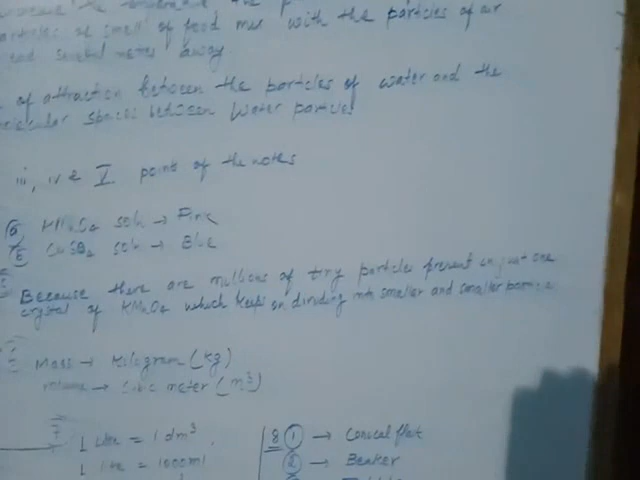 particles of smell of food mix with the particles of air
and several meters away.
of attraction between the particles of water and the
spaces between water particles
iii, iv & V point of the notes
KMnO4 soln → Pink
CuSO4 soln → Blue
Because there are millions of tiny particles present in just one
crystal of KMnO4 which keeps on dividing into smaller and smaller
Mass → Kilogram (kg)
volume → Cubic meter (m³)
1 litre = 1 dm³
1 litre = 1000ml
8 1 → Conical flask
2 → Beaker